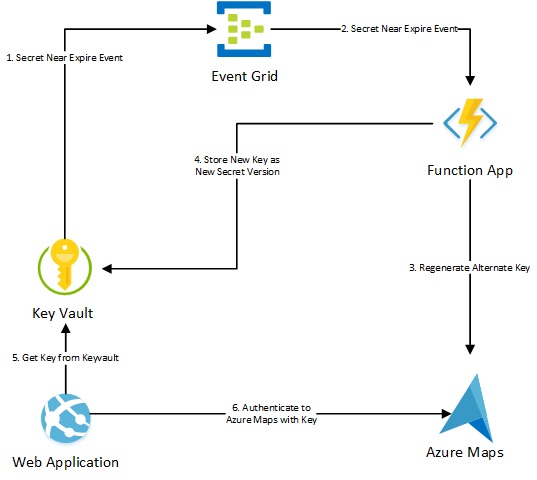 2. Secret Near Expire Event
1. Secret Near Expire Event
Event Grid
4. Store New Key as
New Secret Version
Function App
3. Regenerate Alternate Key
Key Vault
5. Get Key from Keyvault
6. Authenticate to
Azure Maps with Key
Web Application
Azure Maps